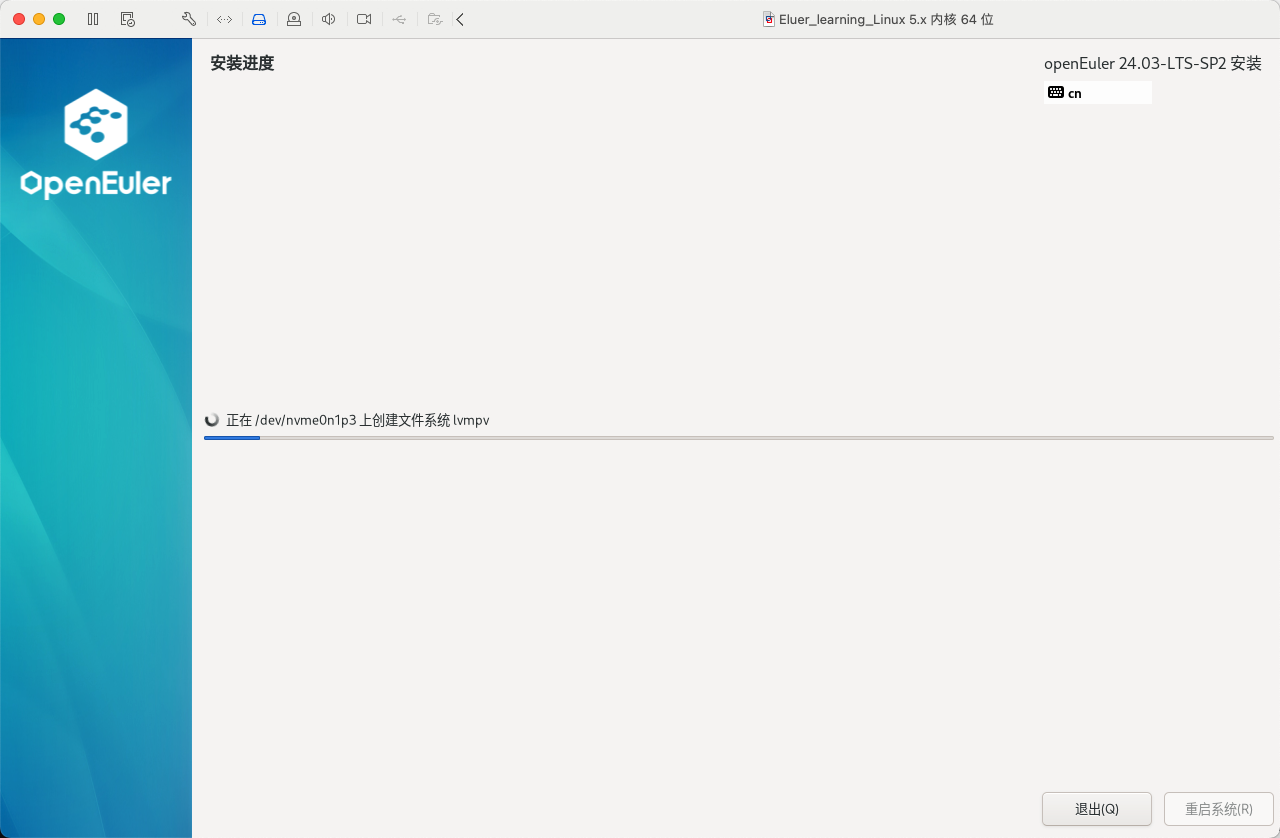 Eluer_learning_Linux 5.x 内核 64 位
openEuler
安装进度
openEuler 24.03-LTS-SP2 安装
cn
正在 /dev/nvme0n1p3 上创建文件系统 lvmpv
退出(Q)
重启系统(R)